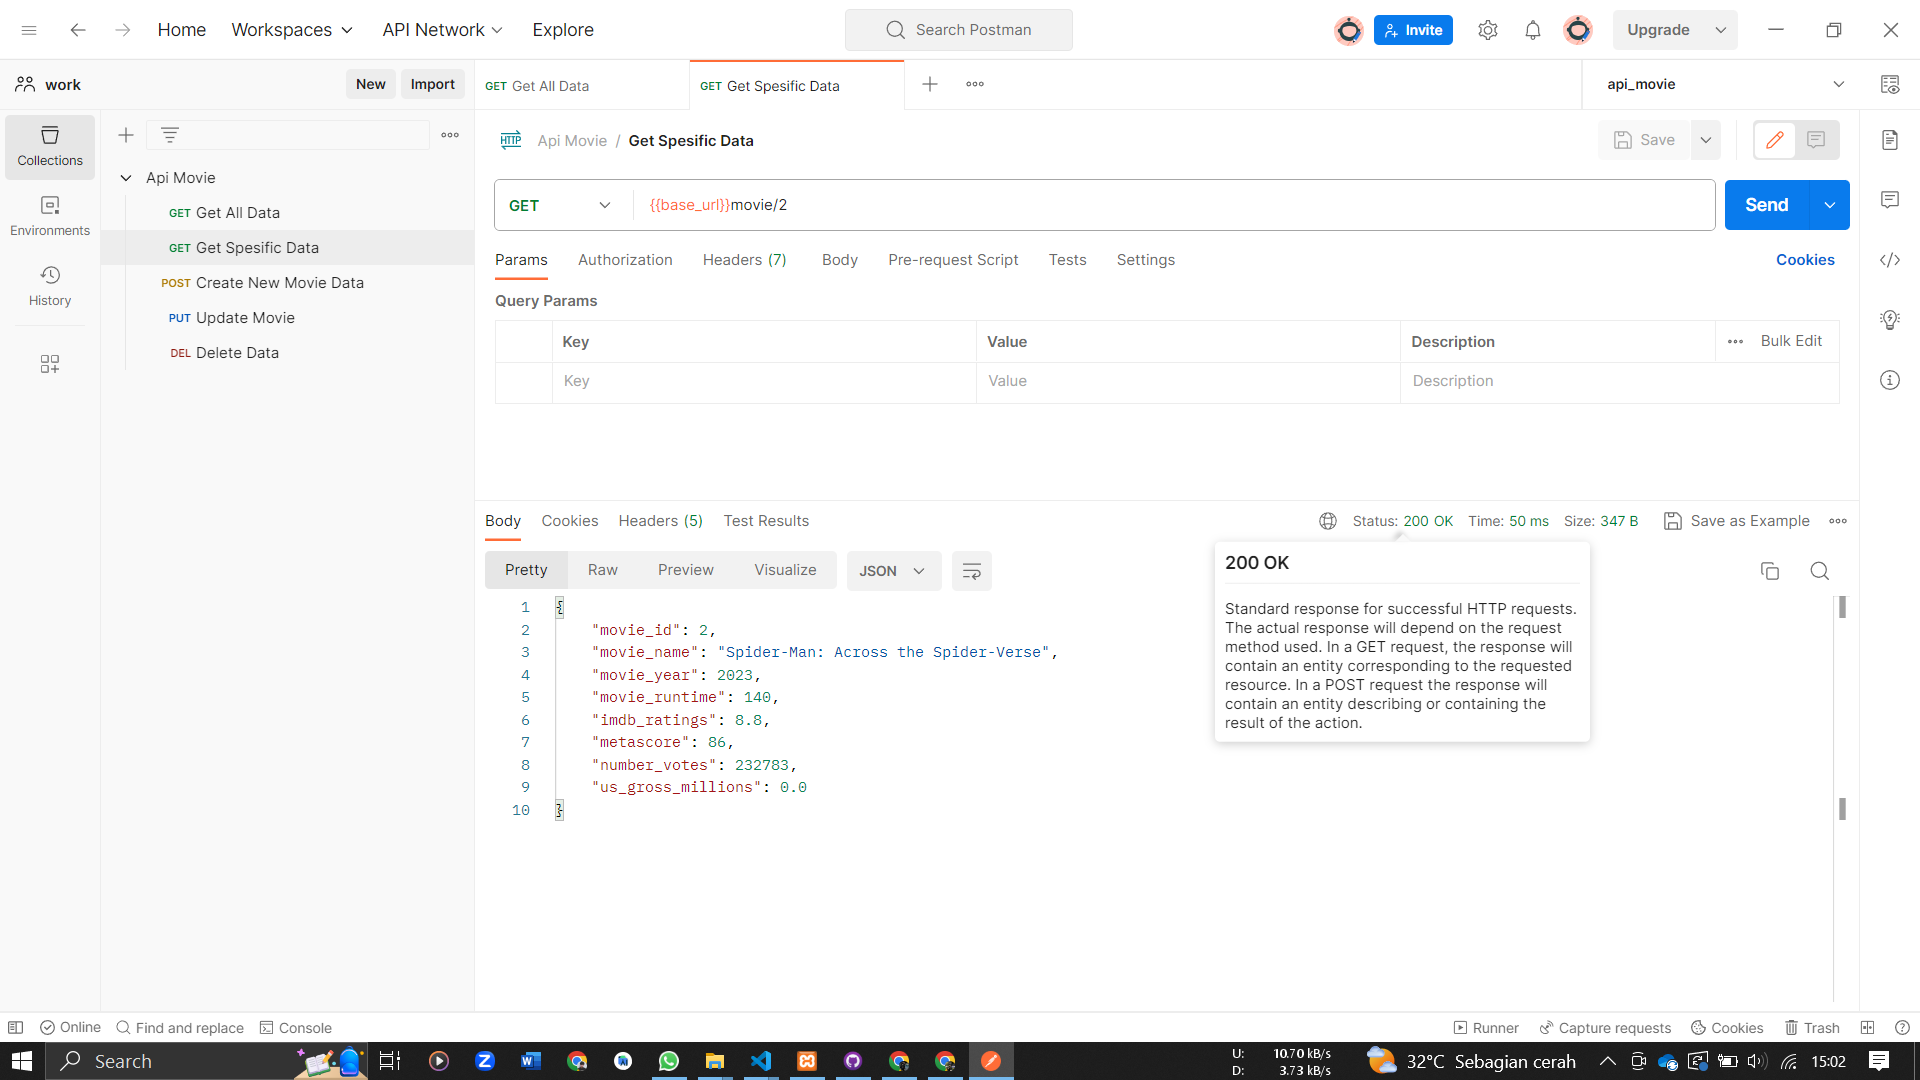 Home Workspaces API Network Explore Search Postman Invite Upgrade
work New Import GET Get All Data GET Get Spesific Data api_movie
Collections
Environments
History
Api Movie
GET Get All Data
GET Get Spesific Data
POST Create New Movie Data
PUT Update Movie
DEL Delete Data
HTTP Api Movie / Get Spesific Data Save
GET {{base_url}}movie/2 Send
Params Authorization Headers (7) Body Pre-request Script Tests Settings Cookies
Query Params
Key Value Description Bulk Edit
Key Value Description
Body Cookies Headers (5) Test Results Status: 200 OK Time: 50 ms Size: 347 B Save as Example
Pretty Raw Preview Visualize JSON
1 {
2 "movie_id": 2,
3 "movie_name": "Spider-Man: Across the Spider-Verse",
4 "movie_year": 2023,
5 "movie_runtime": 140,
6 "imdb_ratings": 8.8,
7 "metascore": 86,
8 "number_votes": 232783,
9 "us_gross_millions": 0.0
10 }
200 OK
Standard response for successful HTTP requests.
The actual response will depend on the request
method used. In a GET request, the response will
contain an entity corresponding to the requested
resource. In a POST request the response will
contain an entity describing or containing the
result of the action.
Online Find and replace Console Runner Capture requests Cookies Trash
Search
U: 10.70 kB/s
D: 3.73 kB/s
32°C Sebagian cerah 15:02